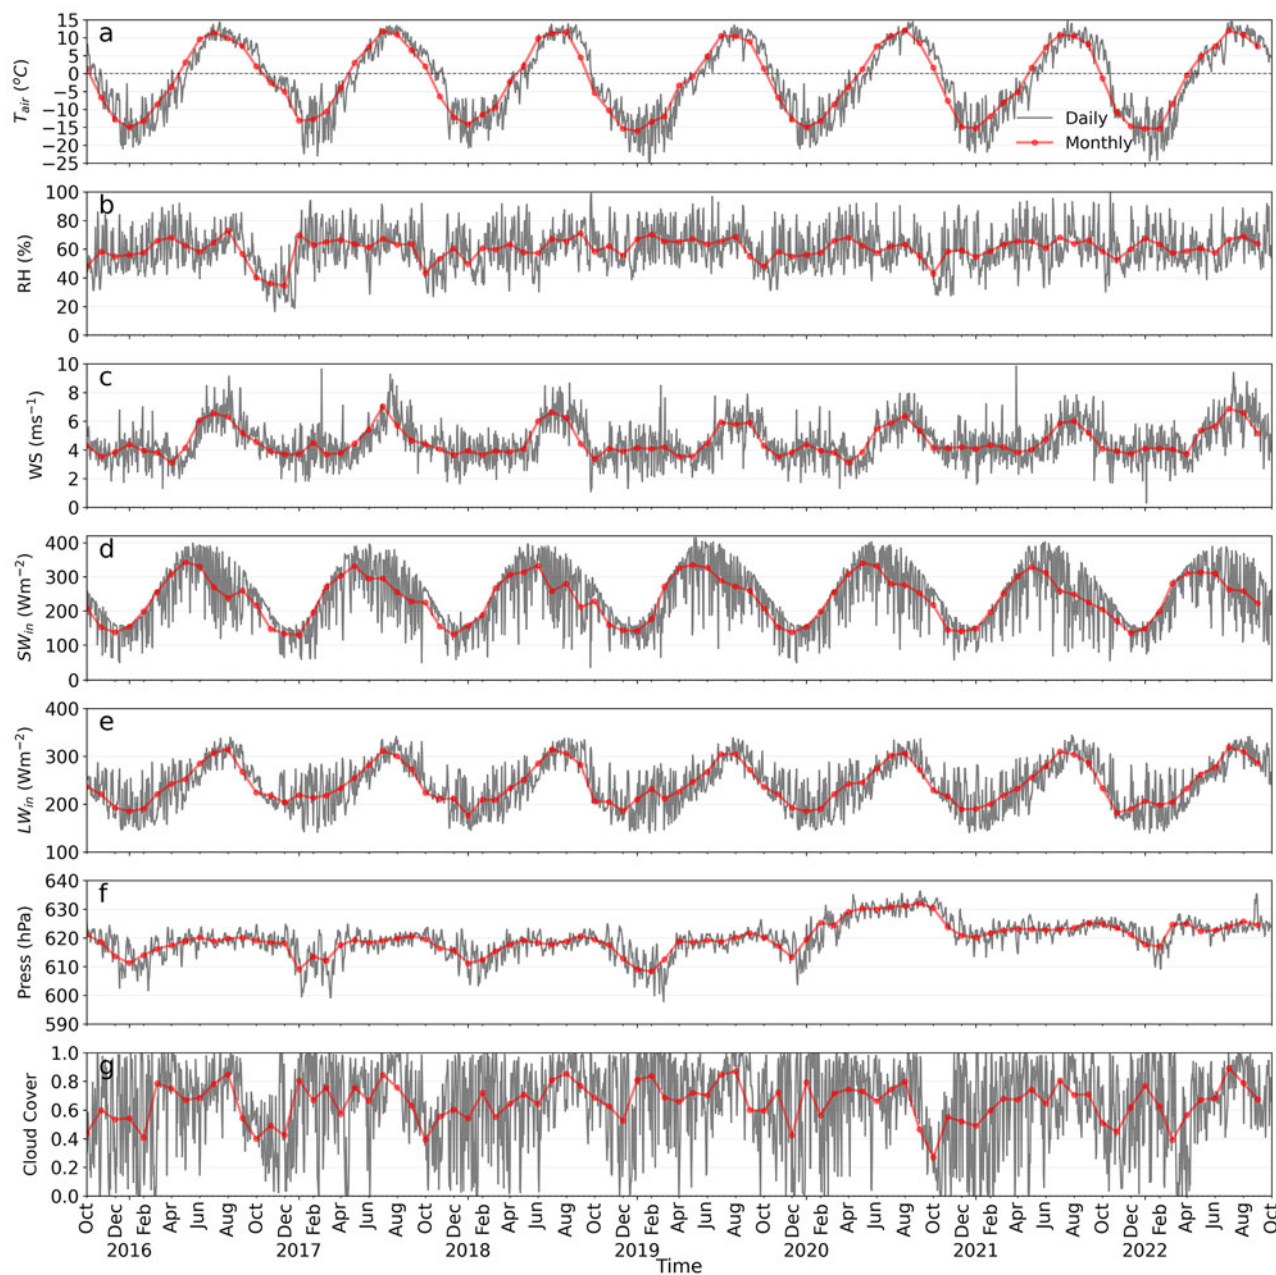 a
15
10
5
0
−5
−10
−15
−20
−25
T_air (°C)
Daily
Monthly
b
100
80
60
40
20
0
RH (%)
c
10
8
6
4
2
0
WS (ms⁻¹)
d
400
300
200
100
0
SW_in (Wm⁻²)
e
400
300
200
100
LW_in (Wm⁻²)
f
640
630
620
610
600
590
Press (hPa)
g
1.0
0.8
0.6
0.4
0.2
0.0
Cloud Cover
Oct Dec Feb Apr Jun Aug Oct Dec Feb Apr Jun Aug Oct Dec Feb Apr Jun Aug Oct Dec Feb Apr Jun Aug Oct Dec Feb Apr Jun Aug Oct Dec Feb Apr Jun Aug Oct Dec Feb Apr Jun Aug Oct
2016 2017 2018 2019 2020 2021 2022
Time